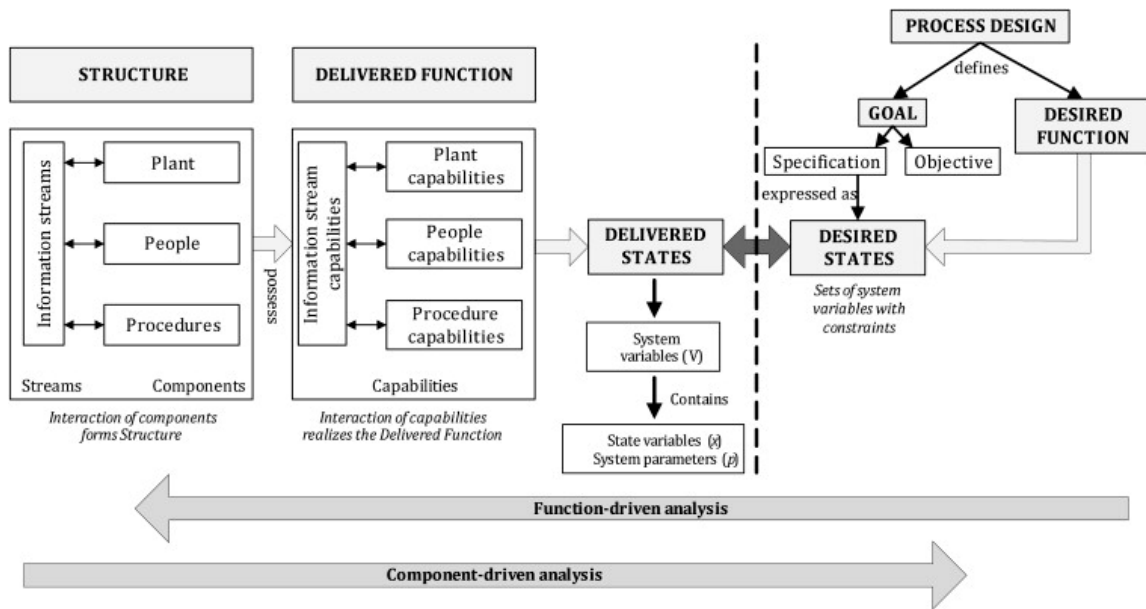 PROCESS DESIGN
defines
GOAL
DESIRED
FUNCTION
Specification
Objective
expressed as
STRUCTURE
DELIVERED FUNCTION
Information streams
Plant
People
Procedures
Streams
Components
Interaction of components
forms Structure
possess
Information stream
capabilities
Plant
capabilities
People
capabilities
Procedure
capabilities
Capabilities
Interaction of capabilities
realizes the Delivered Function
DELIVERED
STATES
System
variables (V)
Contains
State variables (x)
System parameters (p)
DESIRED
STATES
Sets of system
variables with
constraints
Function-driven analysis
Component-driven analysis